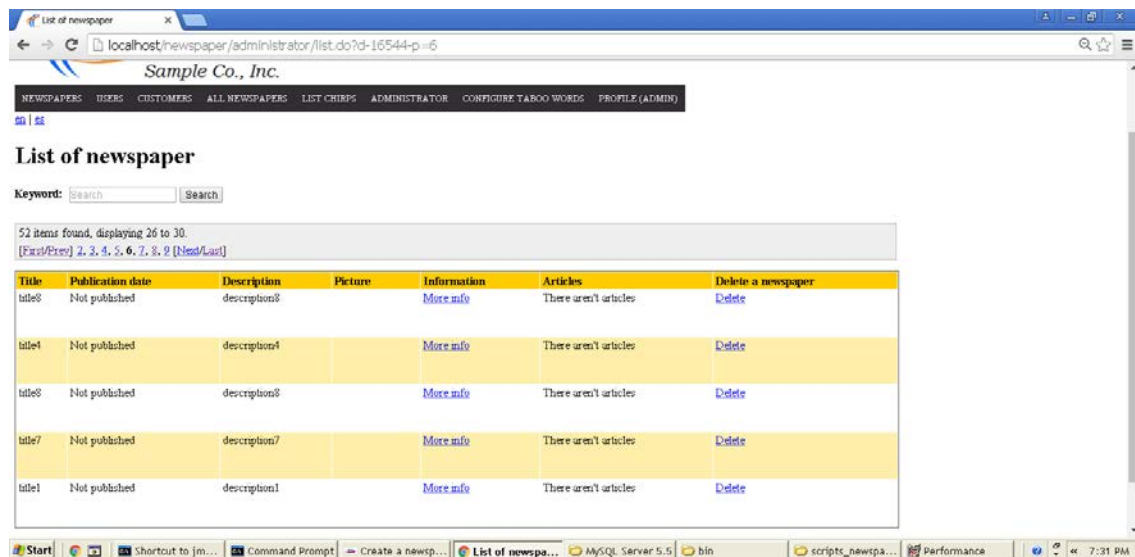 List of newspaper
localhost/newspaper/administrator/list.do?d-16544-p=6
Sample Co., Inc.
NEWSPAPERS USERS CUSTOMERS ALL NEWSPAPERS LIST CHIRPS ADMINISTRATOR CONFIGURE TABOO WORDS PROFILE (ADMIN)
en | es
List of newspaper
Keyword: Search Search
52 items found, displaying 26 to 30.
[First/Prev] 2, 3, 4, 5, 6, 7, 8, 9 [Next/Last]
Title Publication date Description Picture Information Articles Delete a newspaper
title8 Not published description8 More info There aren't articles Delete
title4 Not published description4 More info There aren't articles Delete
title8 Not published description8 More info There aren't articles Delete
title7 Not published description7 More info There aren't articles Delete
title1 Not published description1 More info There aren't articles Delete
Start Shortcut to jm... Command Prompt Create a newsp... List of newspa... MySQL Server 5.5 bin scripts_newspa... Performance 7:31 PM